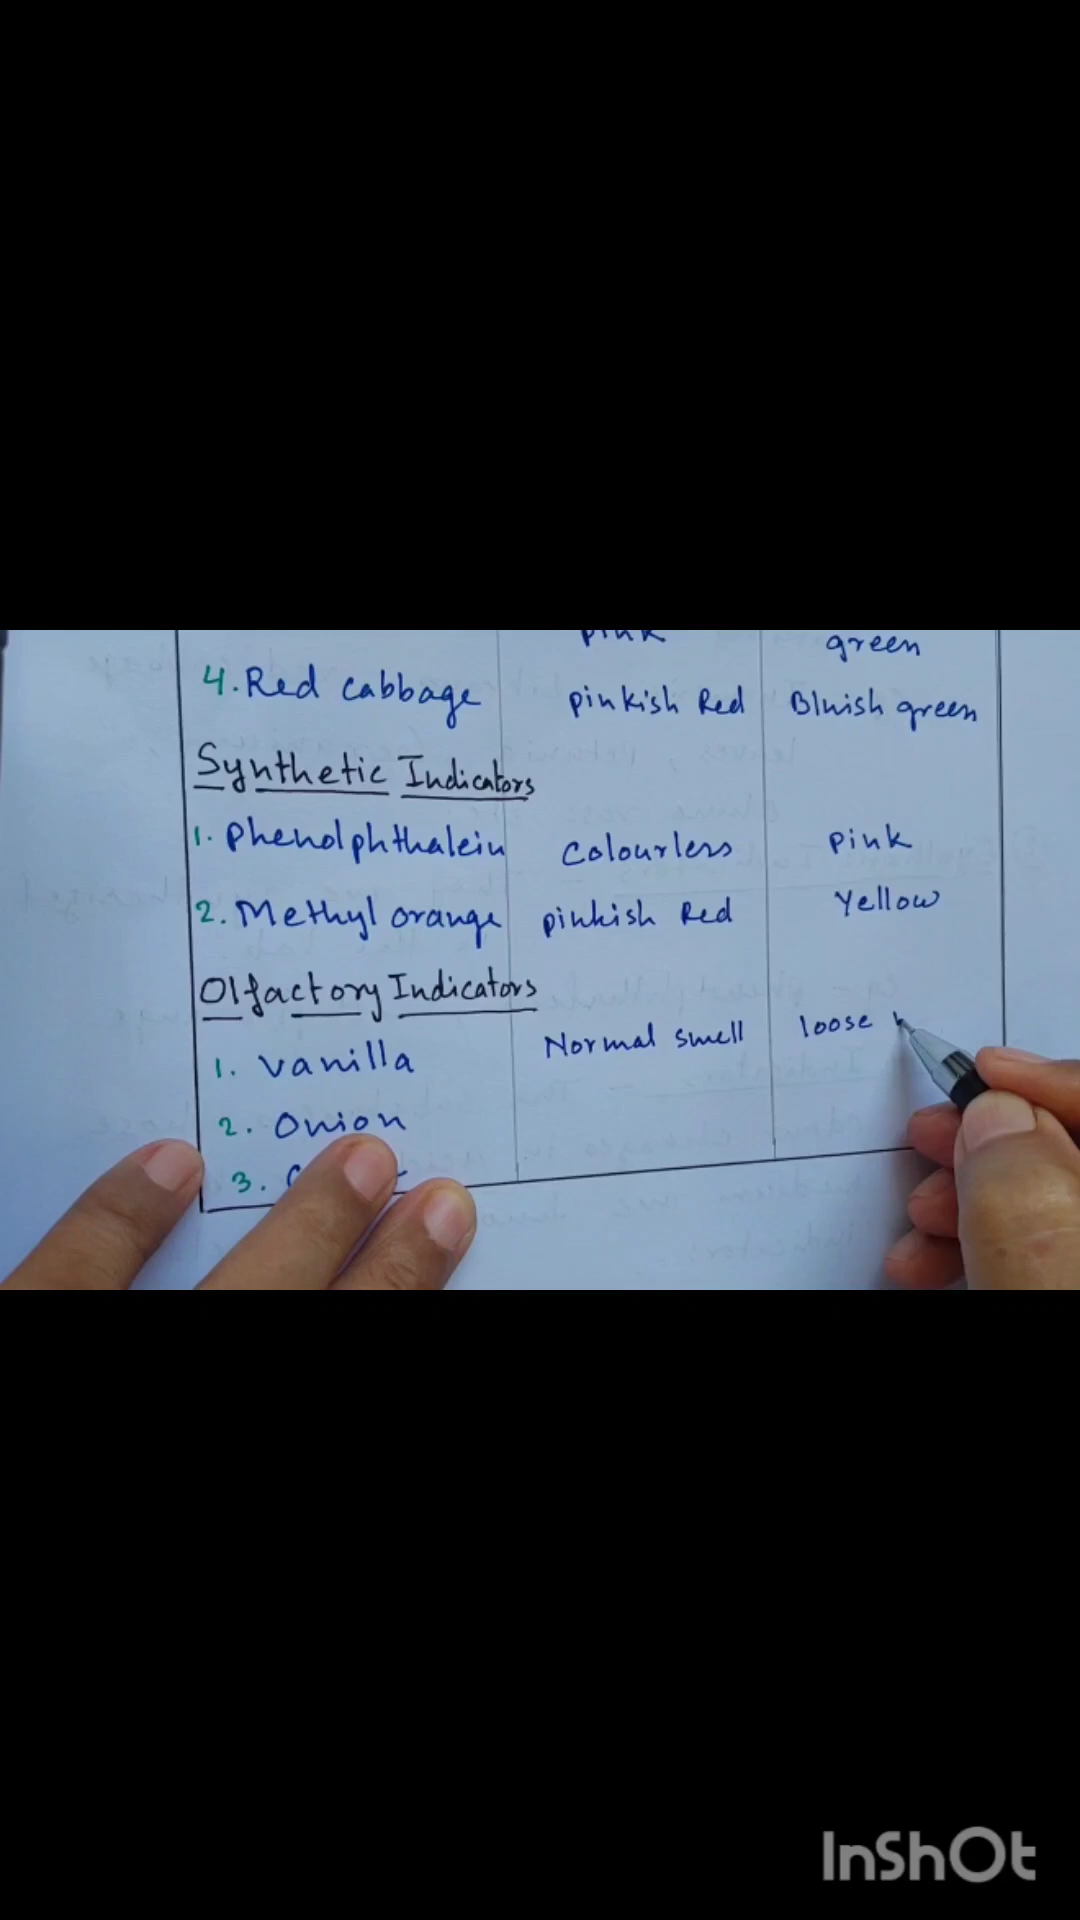 green
4. Red cabbage pinkish Red Bluish green
Synthetic Indicators
1. Phenolphthalein Colourless pink
2. Methyl orange pinkish Red Yellow
Olfactory Indicators
1. Vanilla Normal smell loose
2. Onion
3.
InShOt